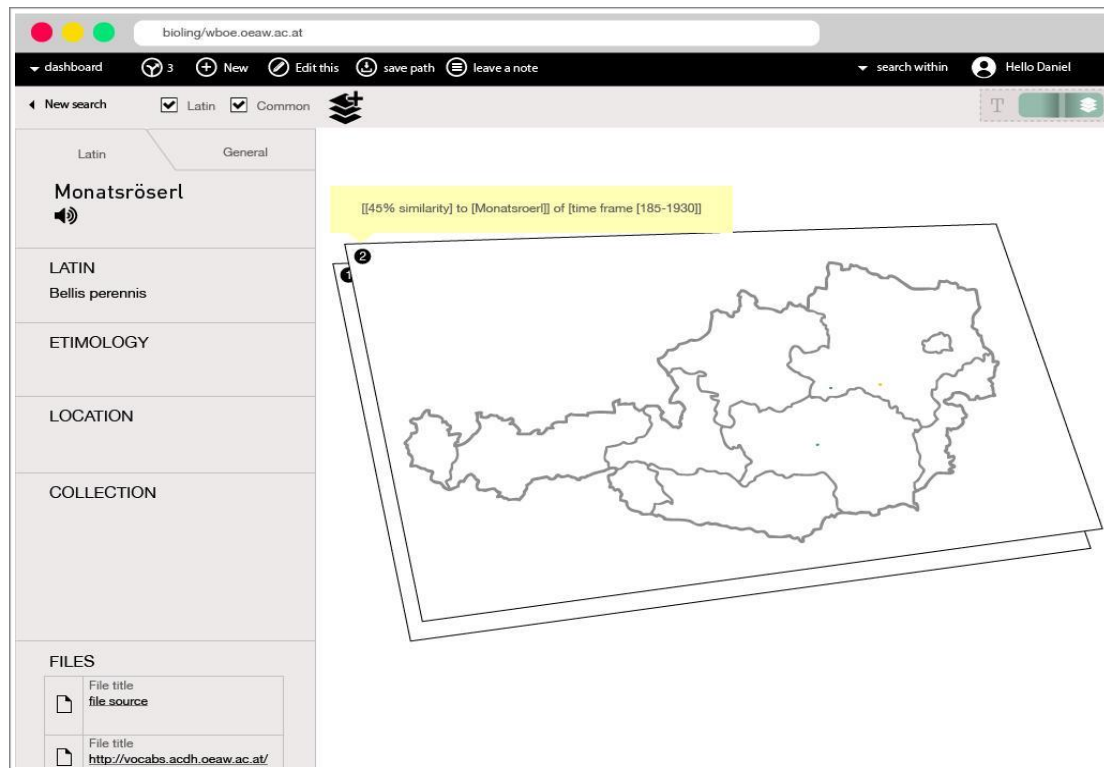 bioling/wboe.oeaw.ac.at
dashboard 3 New Edit this save path leave a note search within Hello Daniel
New search Latin Common T
Latin General
Monatsröserl
[[45% similarity] to [Monatsroerl]] of [time frame [185-1930]]
2
1
LATIN
Bellis perennis
ETIMOLOGY
LOCATION
COLLECTION
FILES
File title
file source
File title
http://vocabs.acdh.oeaw.ac.at/